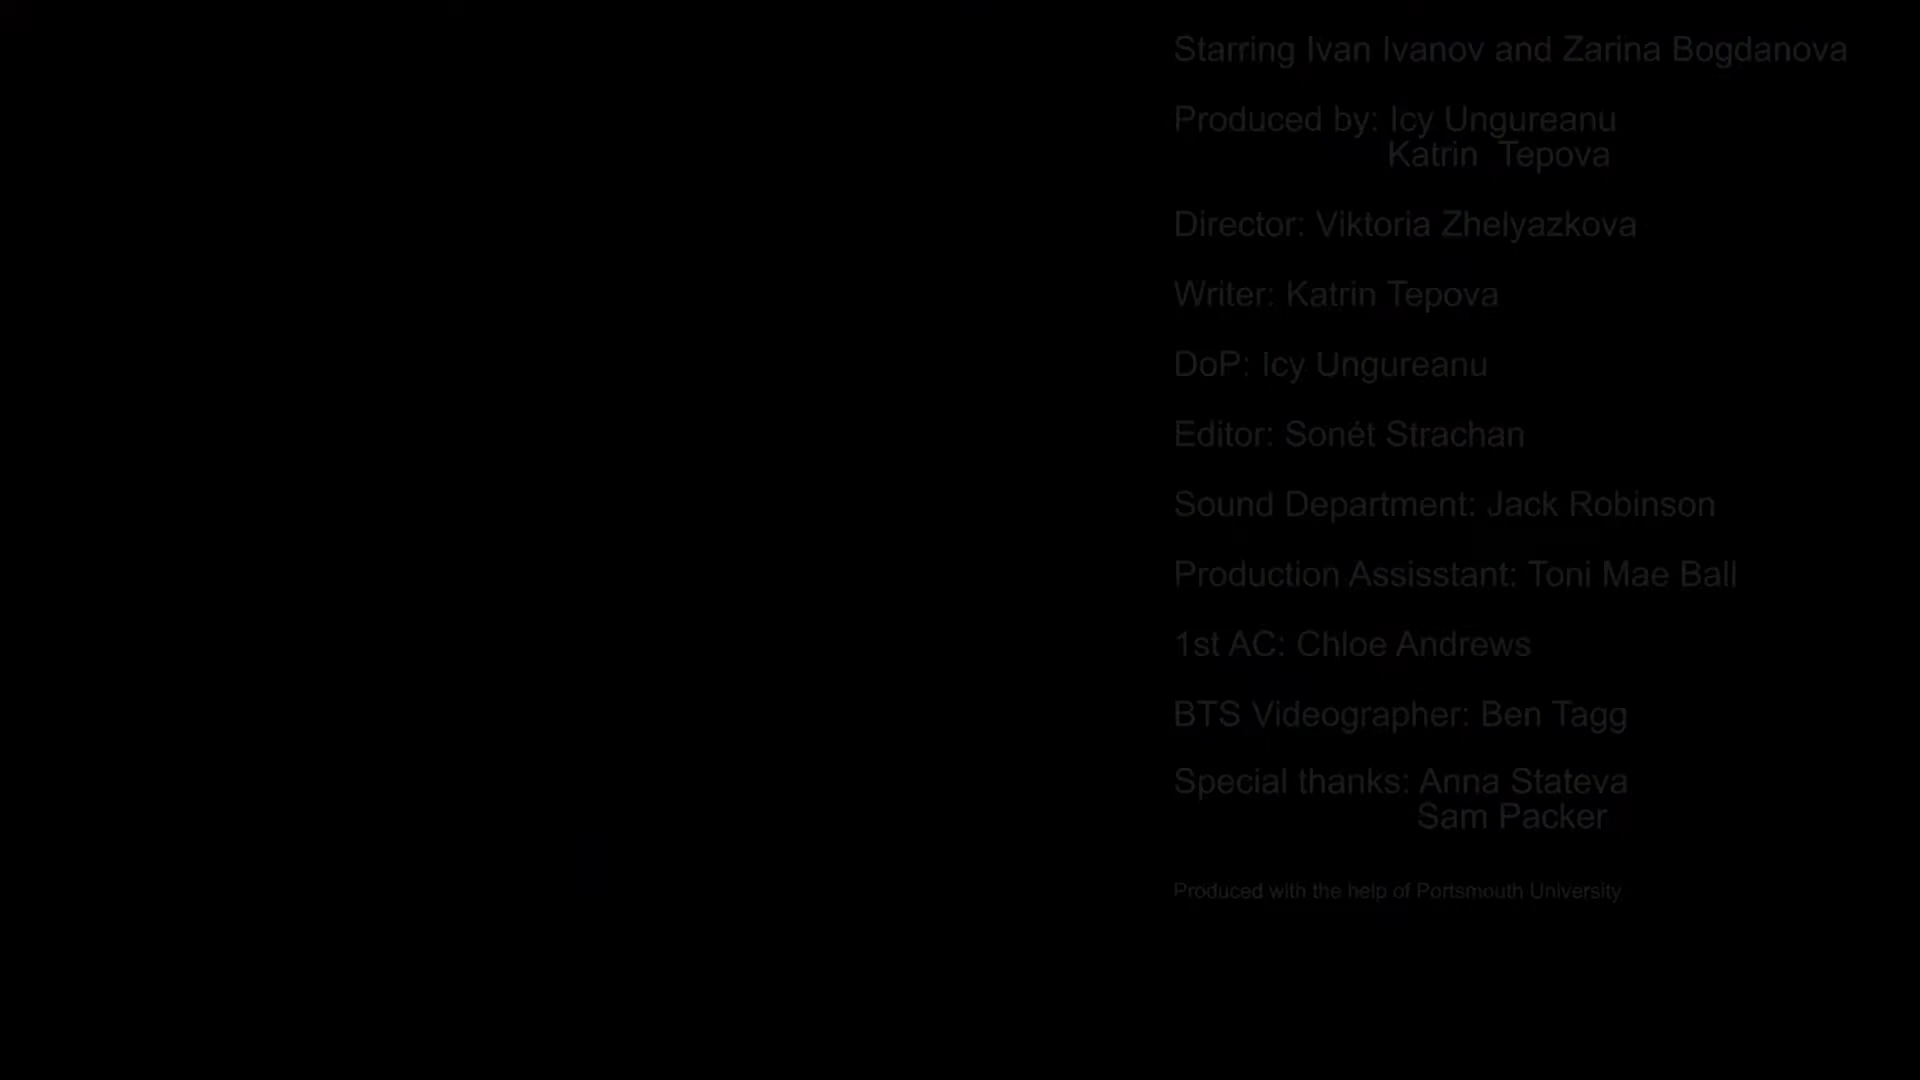 Starring Ivan Ivanov and Zarina Bogdanova
Produced by: Icy Ungureanu
Katrin Tepova
Director: Viktoria Zhelyazkova
Writer: Katrin Tepova
DoP: Icy Ungureanu
Editor: Sonét Strachan
Sound Department: Jack Robinson
Production Assisstant: Toni Mae Ball
1st AC: Chloe Andrews
BTS Videographer: Ben Tagg
Special thanks: Anna Stateva
Sam Packer
Produced with the help of Portsmouth University